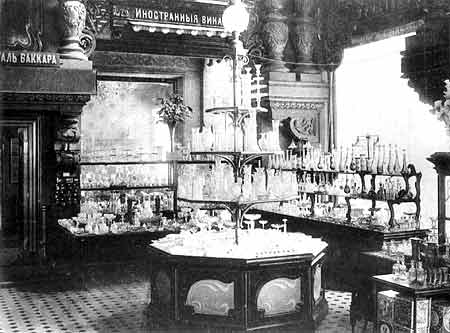 ИНОСТРАННЫЯ ВИНА
АЛЬ БАККАРА